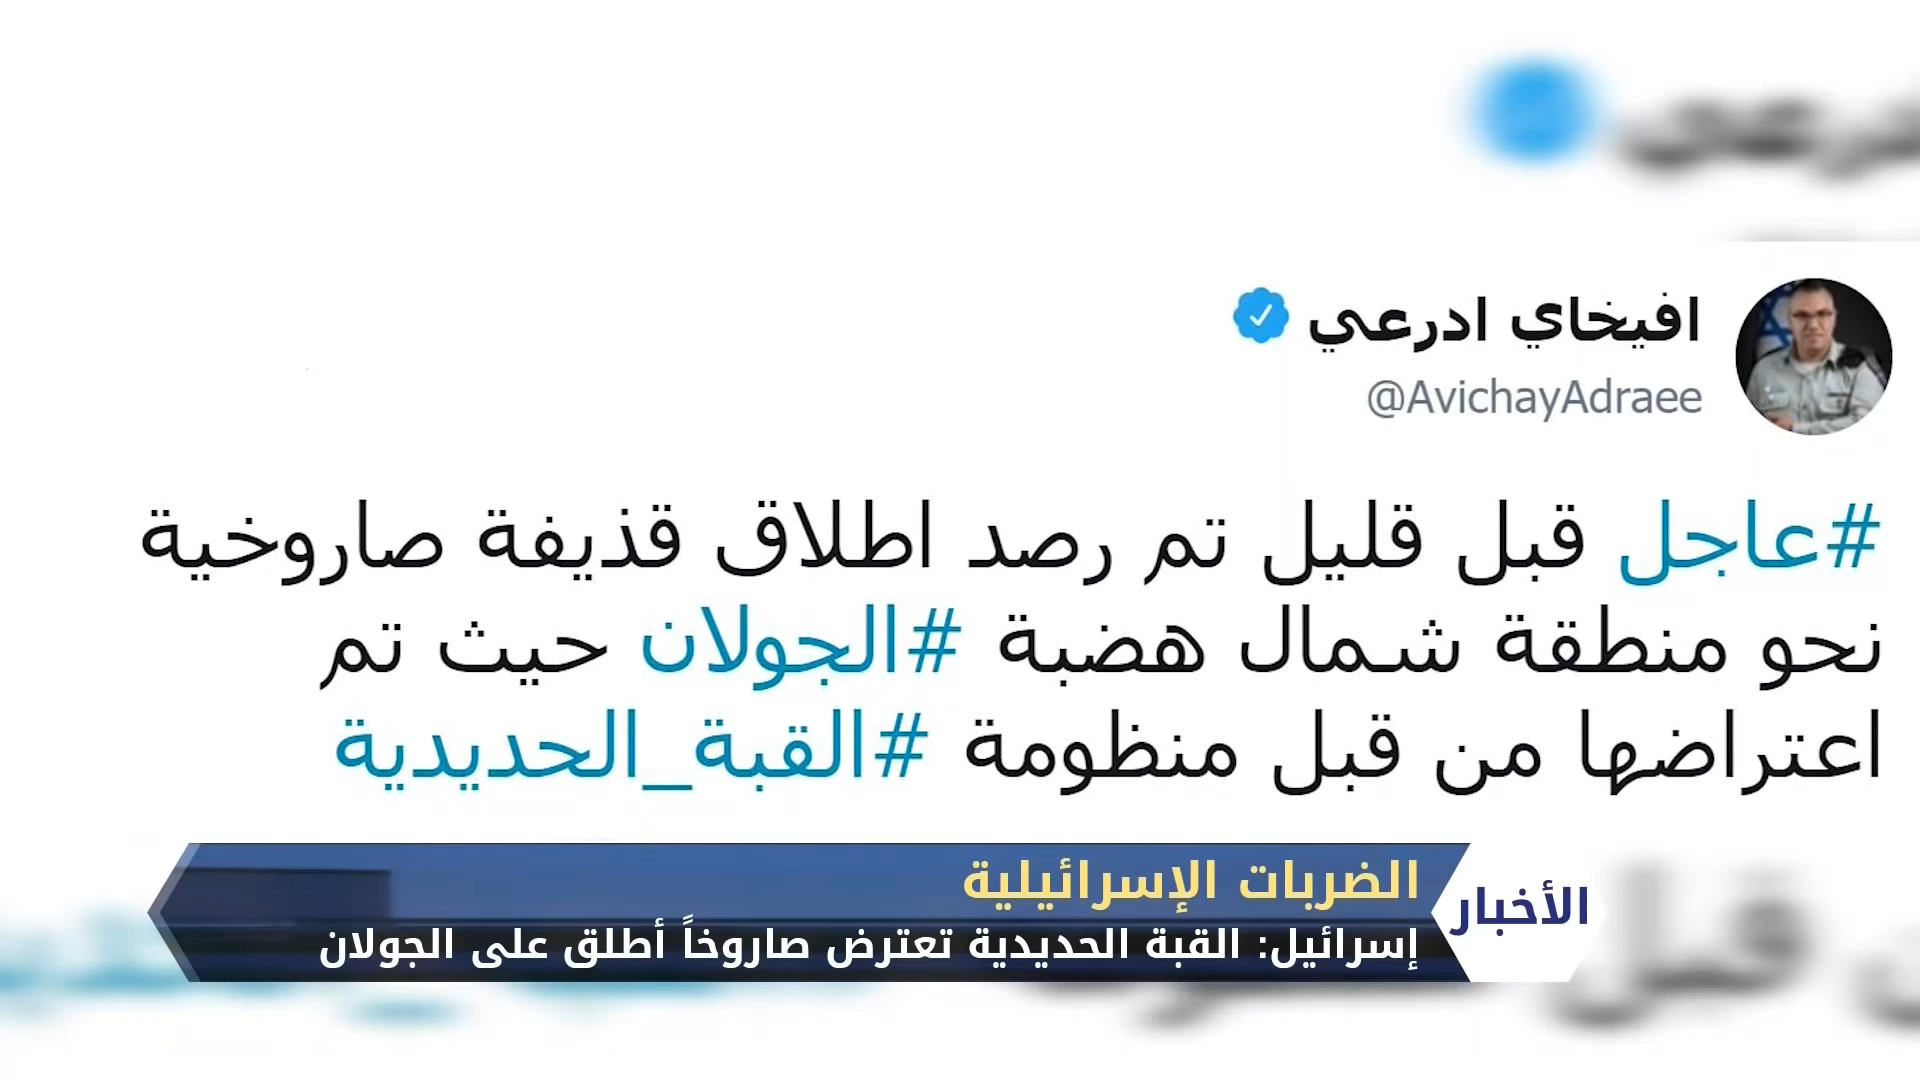 افيخاي ادرعي
@AvichayAdraee
#عاجل قبل قليل تم رصد اطلاق قذيفة صاروخية
نحو منطقة شمال هضبة #الجولان حيث تم
اعتراضها من قبل منظومة #القبة_الحديدية
الأخبار
الضربات الإسرائيلية
إسرائيل: القبة الحديدية تعترض صاروخاً أطلق على الجولان